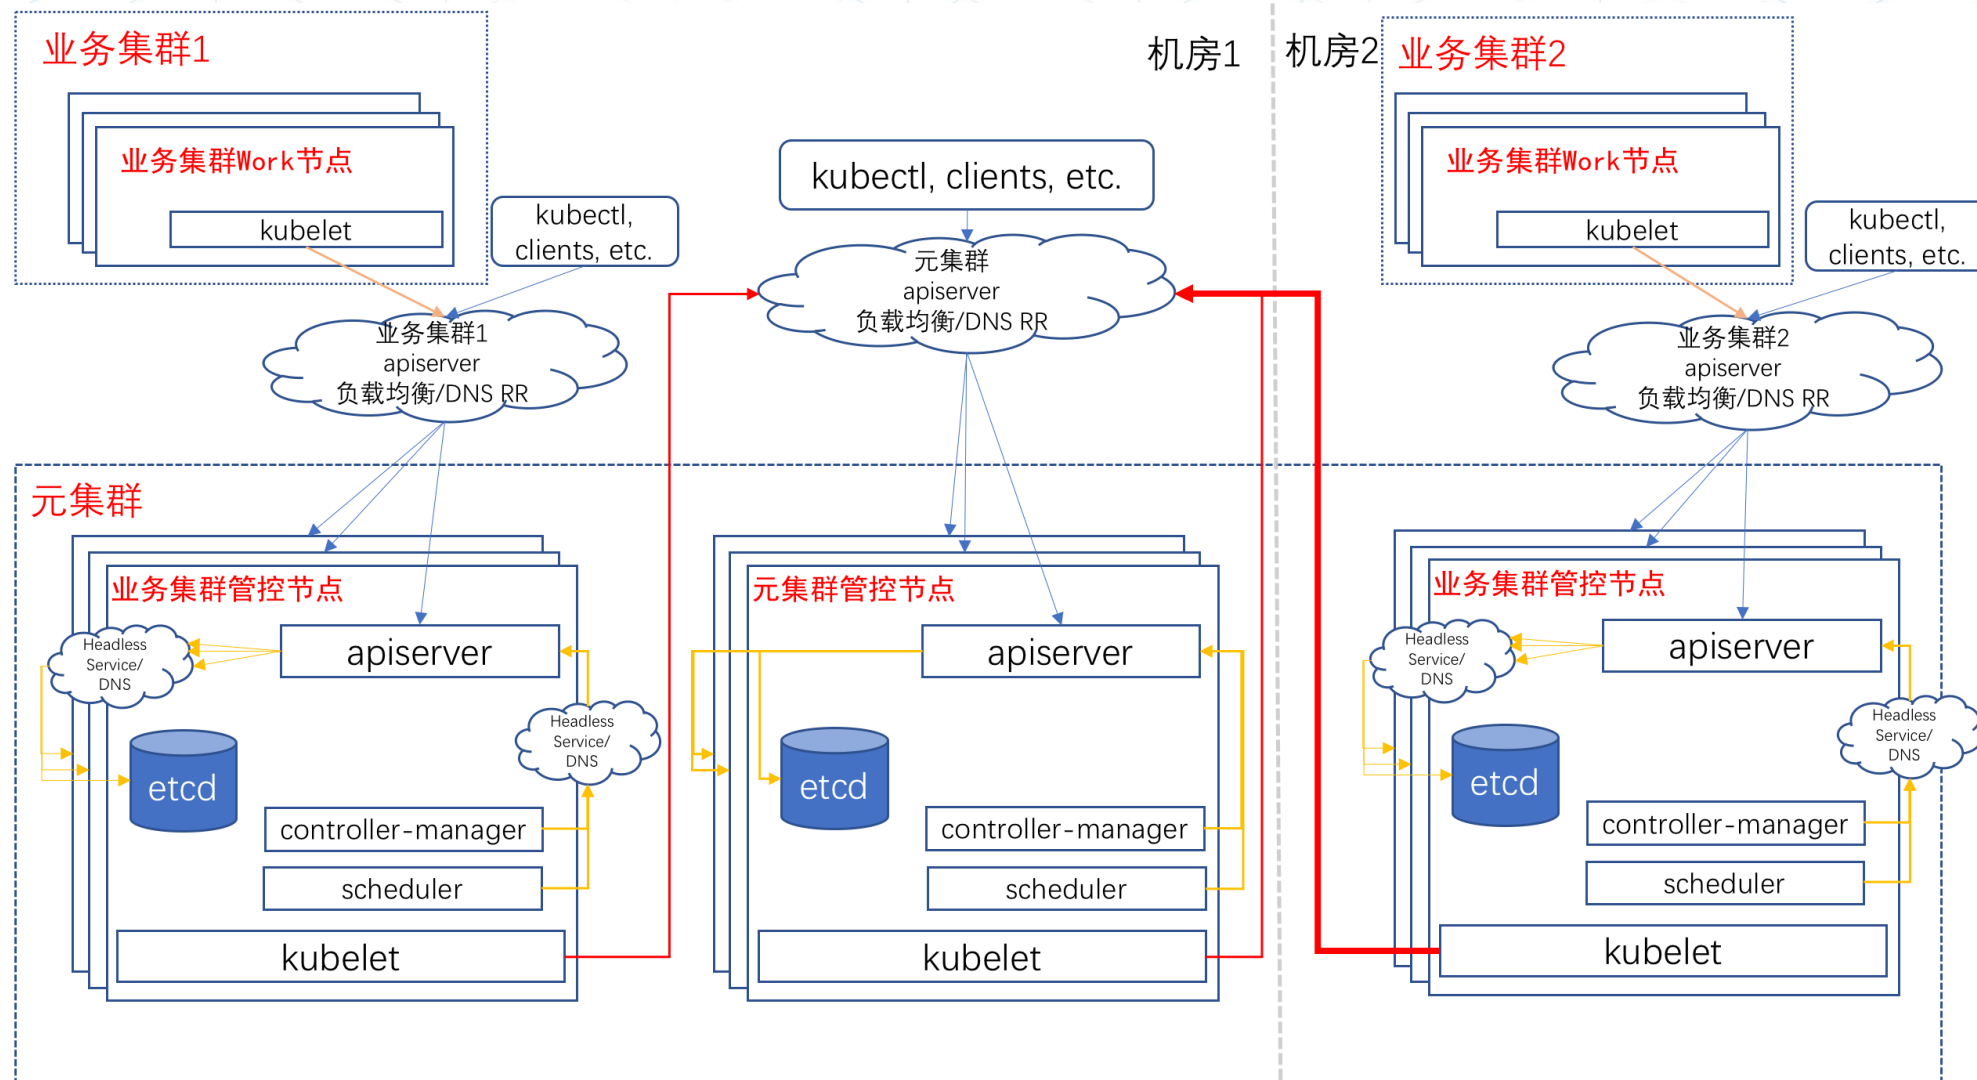 业务集群1
业务集群Work节点
kubelet
kubectl,
clients, etc.
业务集群1
apiserver
负载均衡/DNS RR
机房1
机房2
kubectl, clients, etc.
元集群
apiserver
负载均衡/DNS RR
业务集群2
业务集群Work节点
kubelet
kubectl,
clients, etc.
业务集群2
apiserver
负载均衡/DNS RR
元集群
业务集群管控节点
Headless
Service/
DNS
apiserver
Headless
Service/
DNS
etcd
controller-manager
scheduler
kubelet
元集群管控节点
apiserver
etcd
controller-manager
scheduler
kubelet
业务集群管控节点
Headless
Service/
DNS
apiserver
Headless
Service/
DNS
etcd
controller-manager
scheduler
kubelet